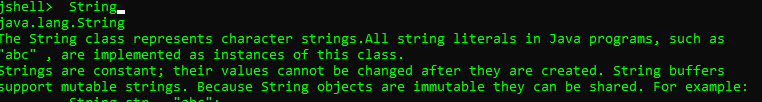 jshell>  String
java.lang.String
The String class represents character strings.All string literals in Java programs, such as
"abc" , are implemented as instances of this class.
Strings are constant; their values cannot be changed after they are created. String buffers
support mutable strings. Because String objects are immutable they can be shared. For example:
String str = "abc";